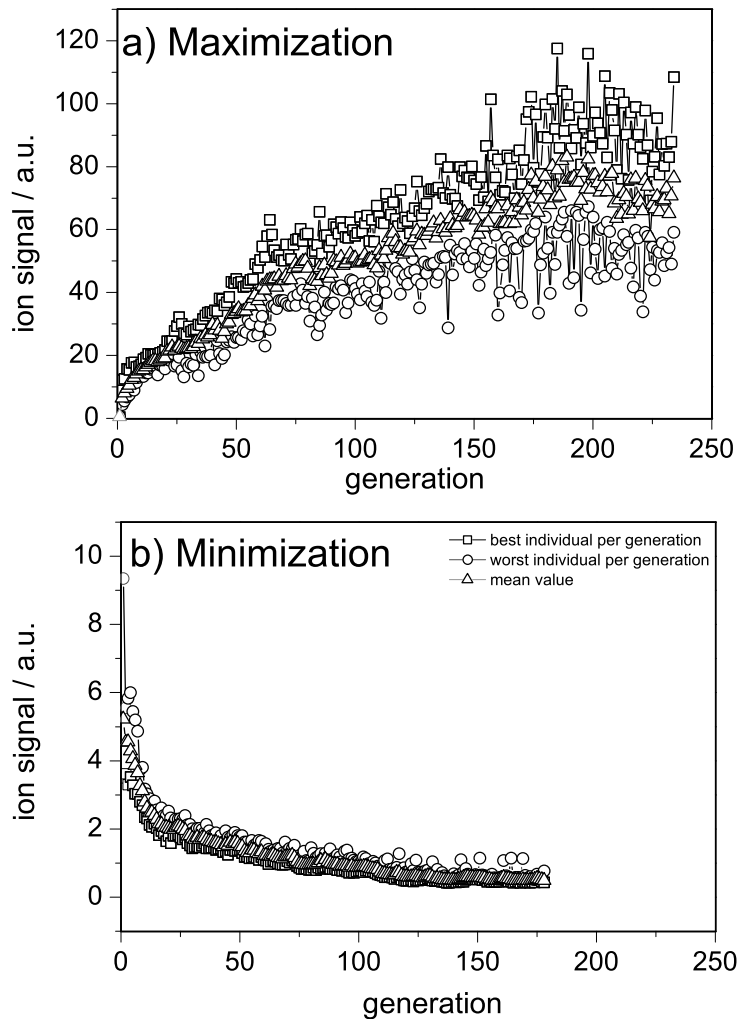 a) Maximization
120
100
80
60
40
20
0
ion signal / a.u.
0 50 100 150 200 250
generation
b) Minimization
best individual per generation
worst individual per generation
mean value
10
8
6
4
2
0
ion signal / a.u.
0 50 100 150 200 250
generation